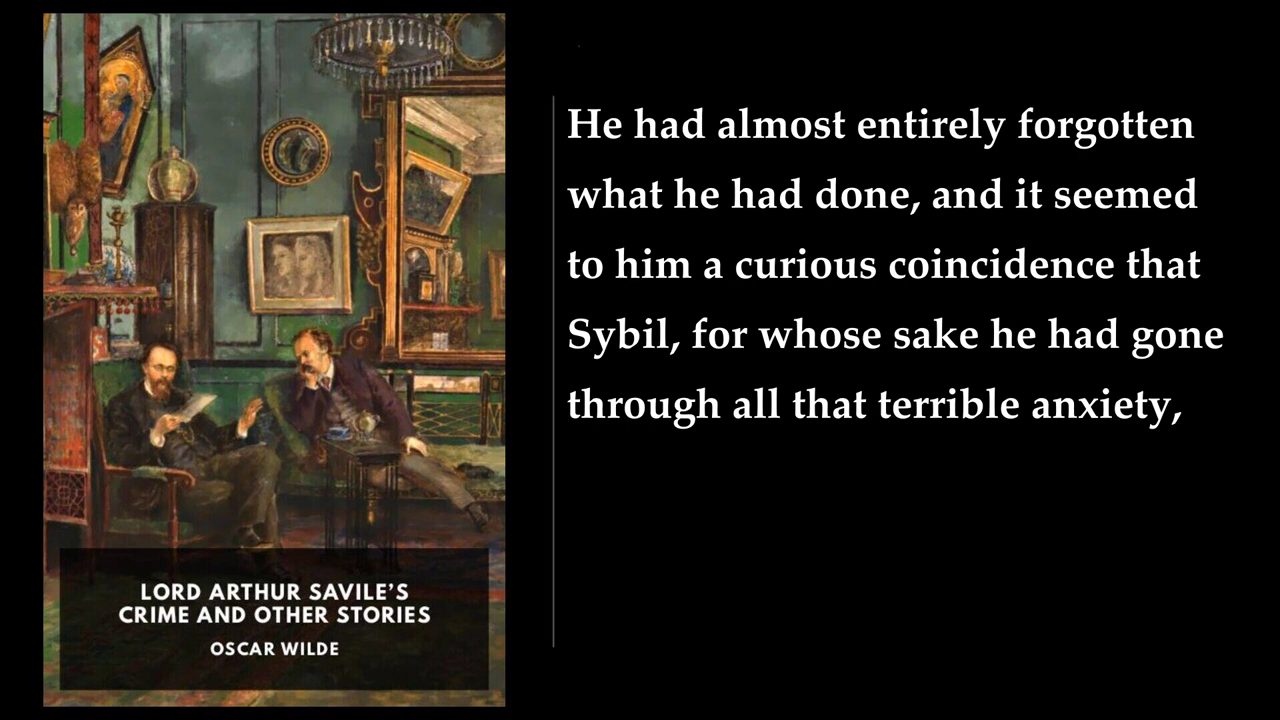 He had almost entirely forgotten
what he had done, and it seemed
to him a curious coincidence that
Sybil, for whose sake he had gone
through all that terrible anxiety,
LORD ARTHUR SAVILE’S
CRIME AND OTHER STORIES
OSCAR WILDE